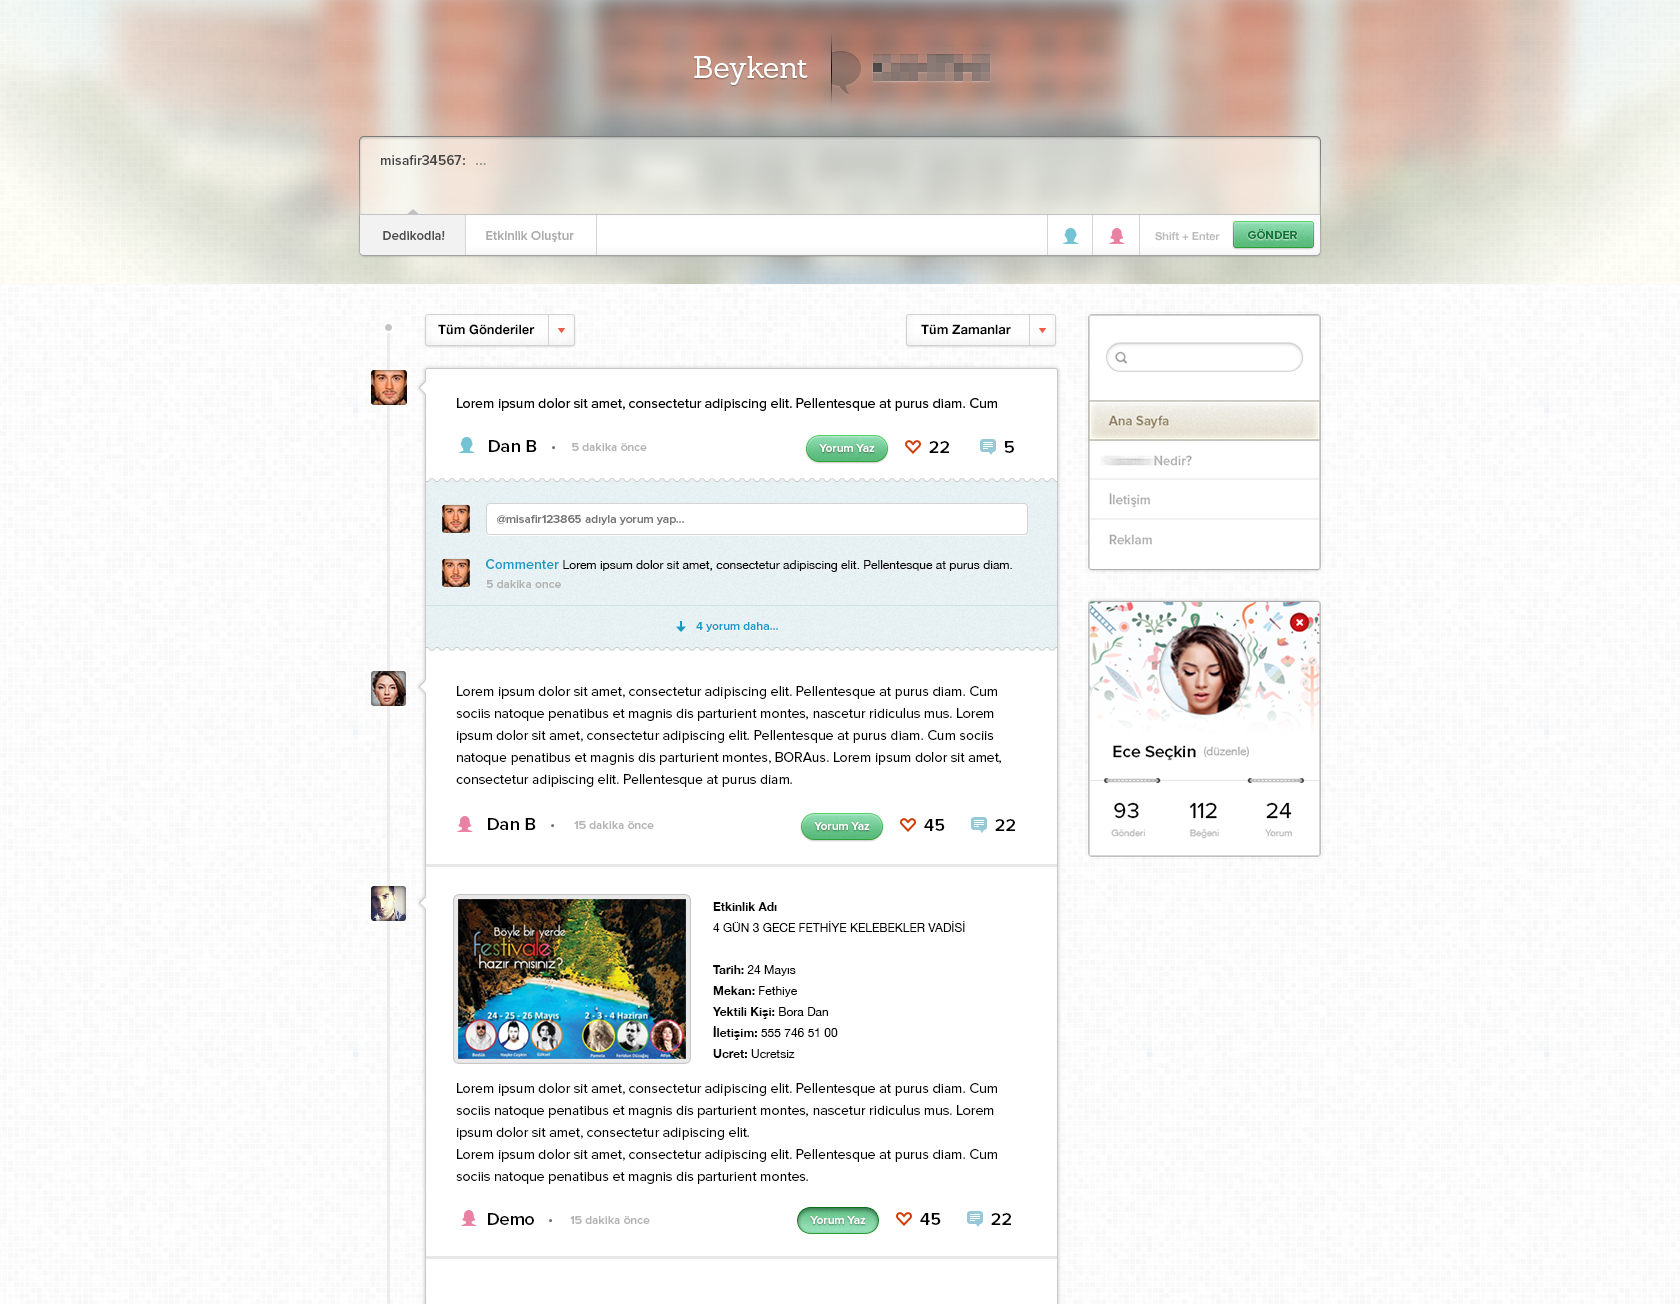 Beykent
misafir34567: ...
Dedikodla!
Etkinlik Oluştur
Shift + Enter
GÖNDER
Tüm Gönderiler
Tüm Zamanlar
Lorem ipsum dolor sit amet, consectetur adipiscing elit. Pellentesque at purus diam. Cum
Dan B • 5 dakika önce
Yorum Yaz
22
5
@misafir123865 adıyla yorum yap...
Commenter Lorem ipsum dolor sit amet, consectetur adipiscing elit. Pellentesque at purus diam.
5 dakika once
4 yorum daha...
Lorem ipsum dolor sit amet, consectetur adipiscing elit. Pellentesque at purus diam. Cum
sociis natoque penatibus et magnis dis parturient montes, nascetur ridiculus mus. Lorem
ipsum dolor sit amet, consectetur adipiscing elit. Pellentesque at purus diam. Cum sociis
natoque penatibus et magnis dis parturient montes, BORAus. Lorem ipsum dolor sit amet,
consectetur adipiscing elit. Pellentesque at purus diam.
Dan B • 15 dakika önce
Yorum Yaz
45
22
Böyle bir yerde
festivale
hazır mısınız?
24 - 25 - 26 Mayıs
2 - 3 - 4 Haziran
Pamela
Etkinlik Adı
4 GÜN 3 GECE FETHİYE KELEBEKLER VADİSİ
Tarih: 24 Mayıs
Mekan: Fethiye
Yektili Kişi: Bora Dan
İletişim: 555 746 51 00
Ucret: Ucretsiz
Lorem ipsum dolor sit amet, consectetur adipiscing elit. Pellentesque at purus diam. Cum
sociis natoque penatibus et magnis dis parturient montes, nascetur ridiculus mus. Lorem
ipsum dolor sit amet, consectetur adipiscing elit.
Lorem ipsum dolor sit amet, consectetur adipiscing elit. Pellentesque at purus diam. Cum
sociis natoque penatibus et magnis dis parturient montes.
Demo • 15 dakika önce
Yorum Yaz
45
22
Ana Sayfa
Nedir?
İletişim
Reklam
Ece Seçkin (düzenle)
93
112
24
Gönderi
Beğeni
Yorum